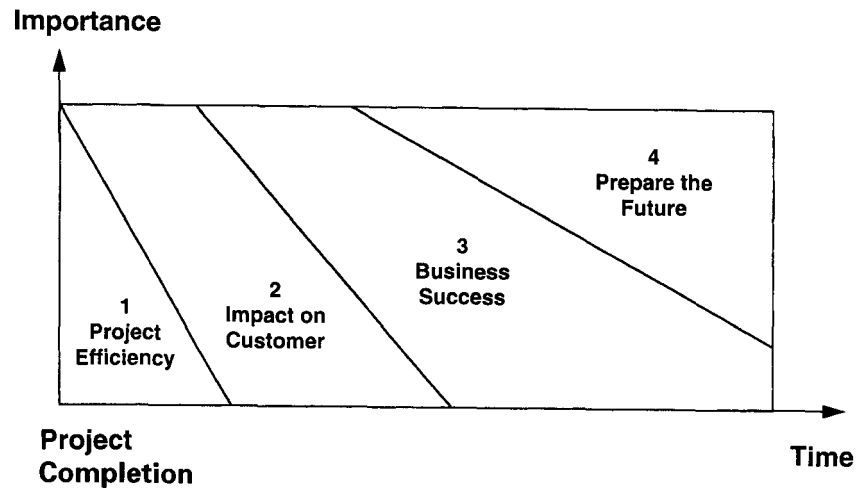 Importance
4
Prepare the
Future
3
Business
Success
2
Impact on
Customer
1
Project
Efficiency
Project
Completion
Time